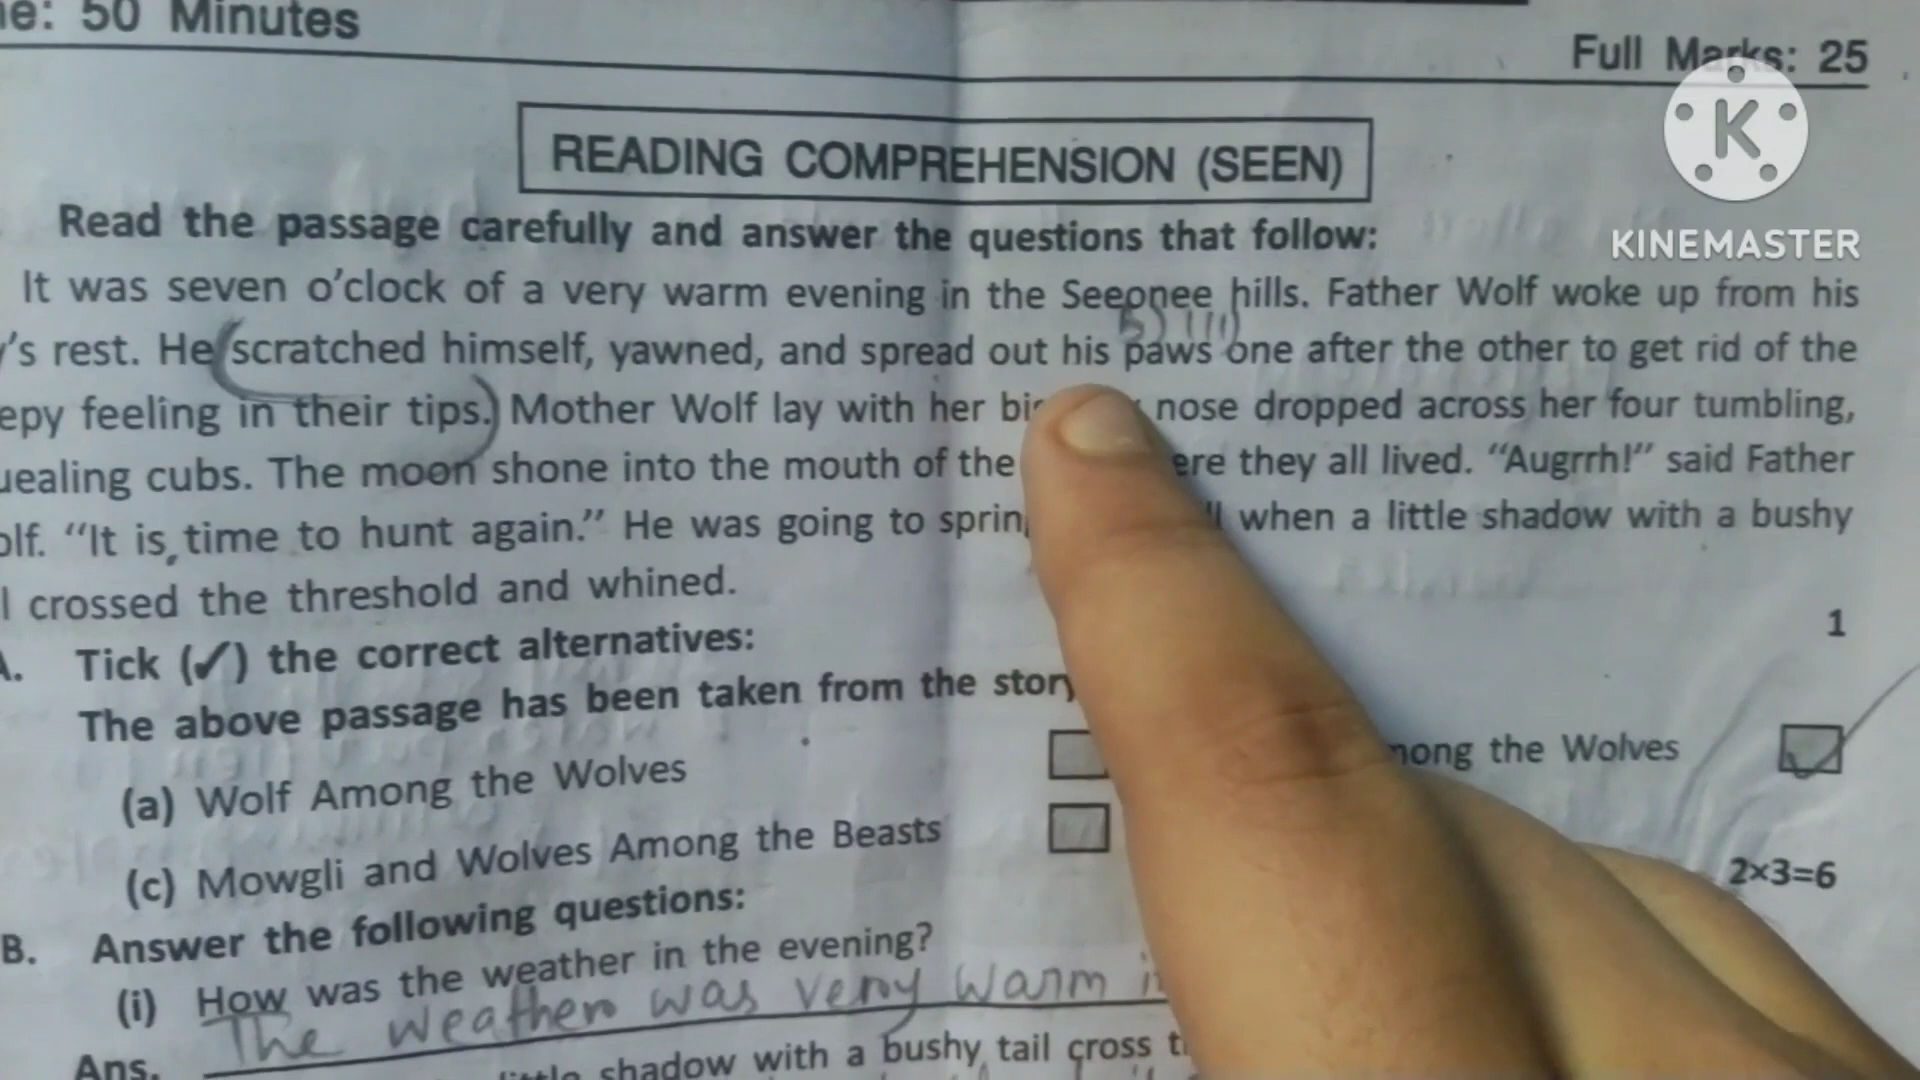 e: 50 Minutes
Full Marks: 25
K
KINEMASTER
READING COMPREHENSION (SEEN)
Read the passage carefully and answer the questions that follow:
It was seven o'clock of a very warm evening in the Seeonee hills. Father Wolf woke up from his
y's rest. He scratched himself, yawned, and spread out his paws one after the other to get rid of the
epy feeling in their tips. Mother Wolf lay with her nose dropped across her four tumbling,
uealing cubs. The moon shone into the mouth of the ere they all lived. "Augrrh!" said Father
olf. "It is time to hunt again." He was going to sprin when a little shadow with a bushy
l crossed the threshold and whined.
A. Tick (✓) the correct alternatives: 1
The above passage has been taken from the story
(a) Wolf Among the Wolves
mong the Wolves
(c) Mowgli and Wolves Among the Beasts
B. Answer the following questions: 2×3=6
(i) How was the weather in the evening?
Ans. The weather was very warm i
little shadow with a bushy tail cross t